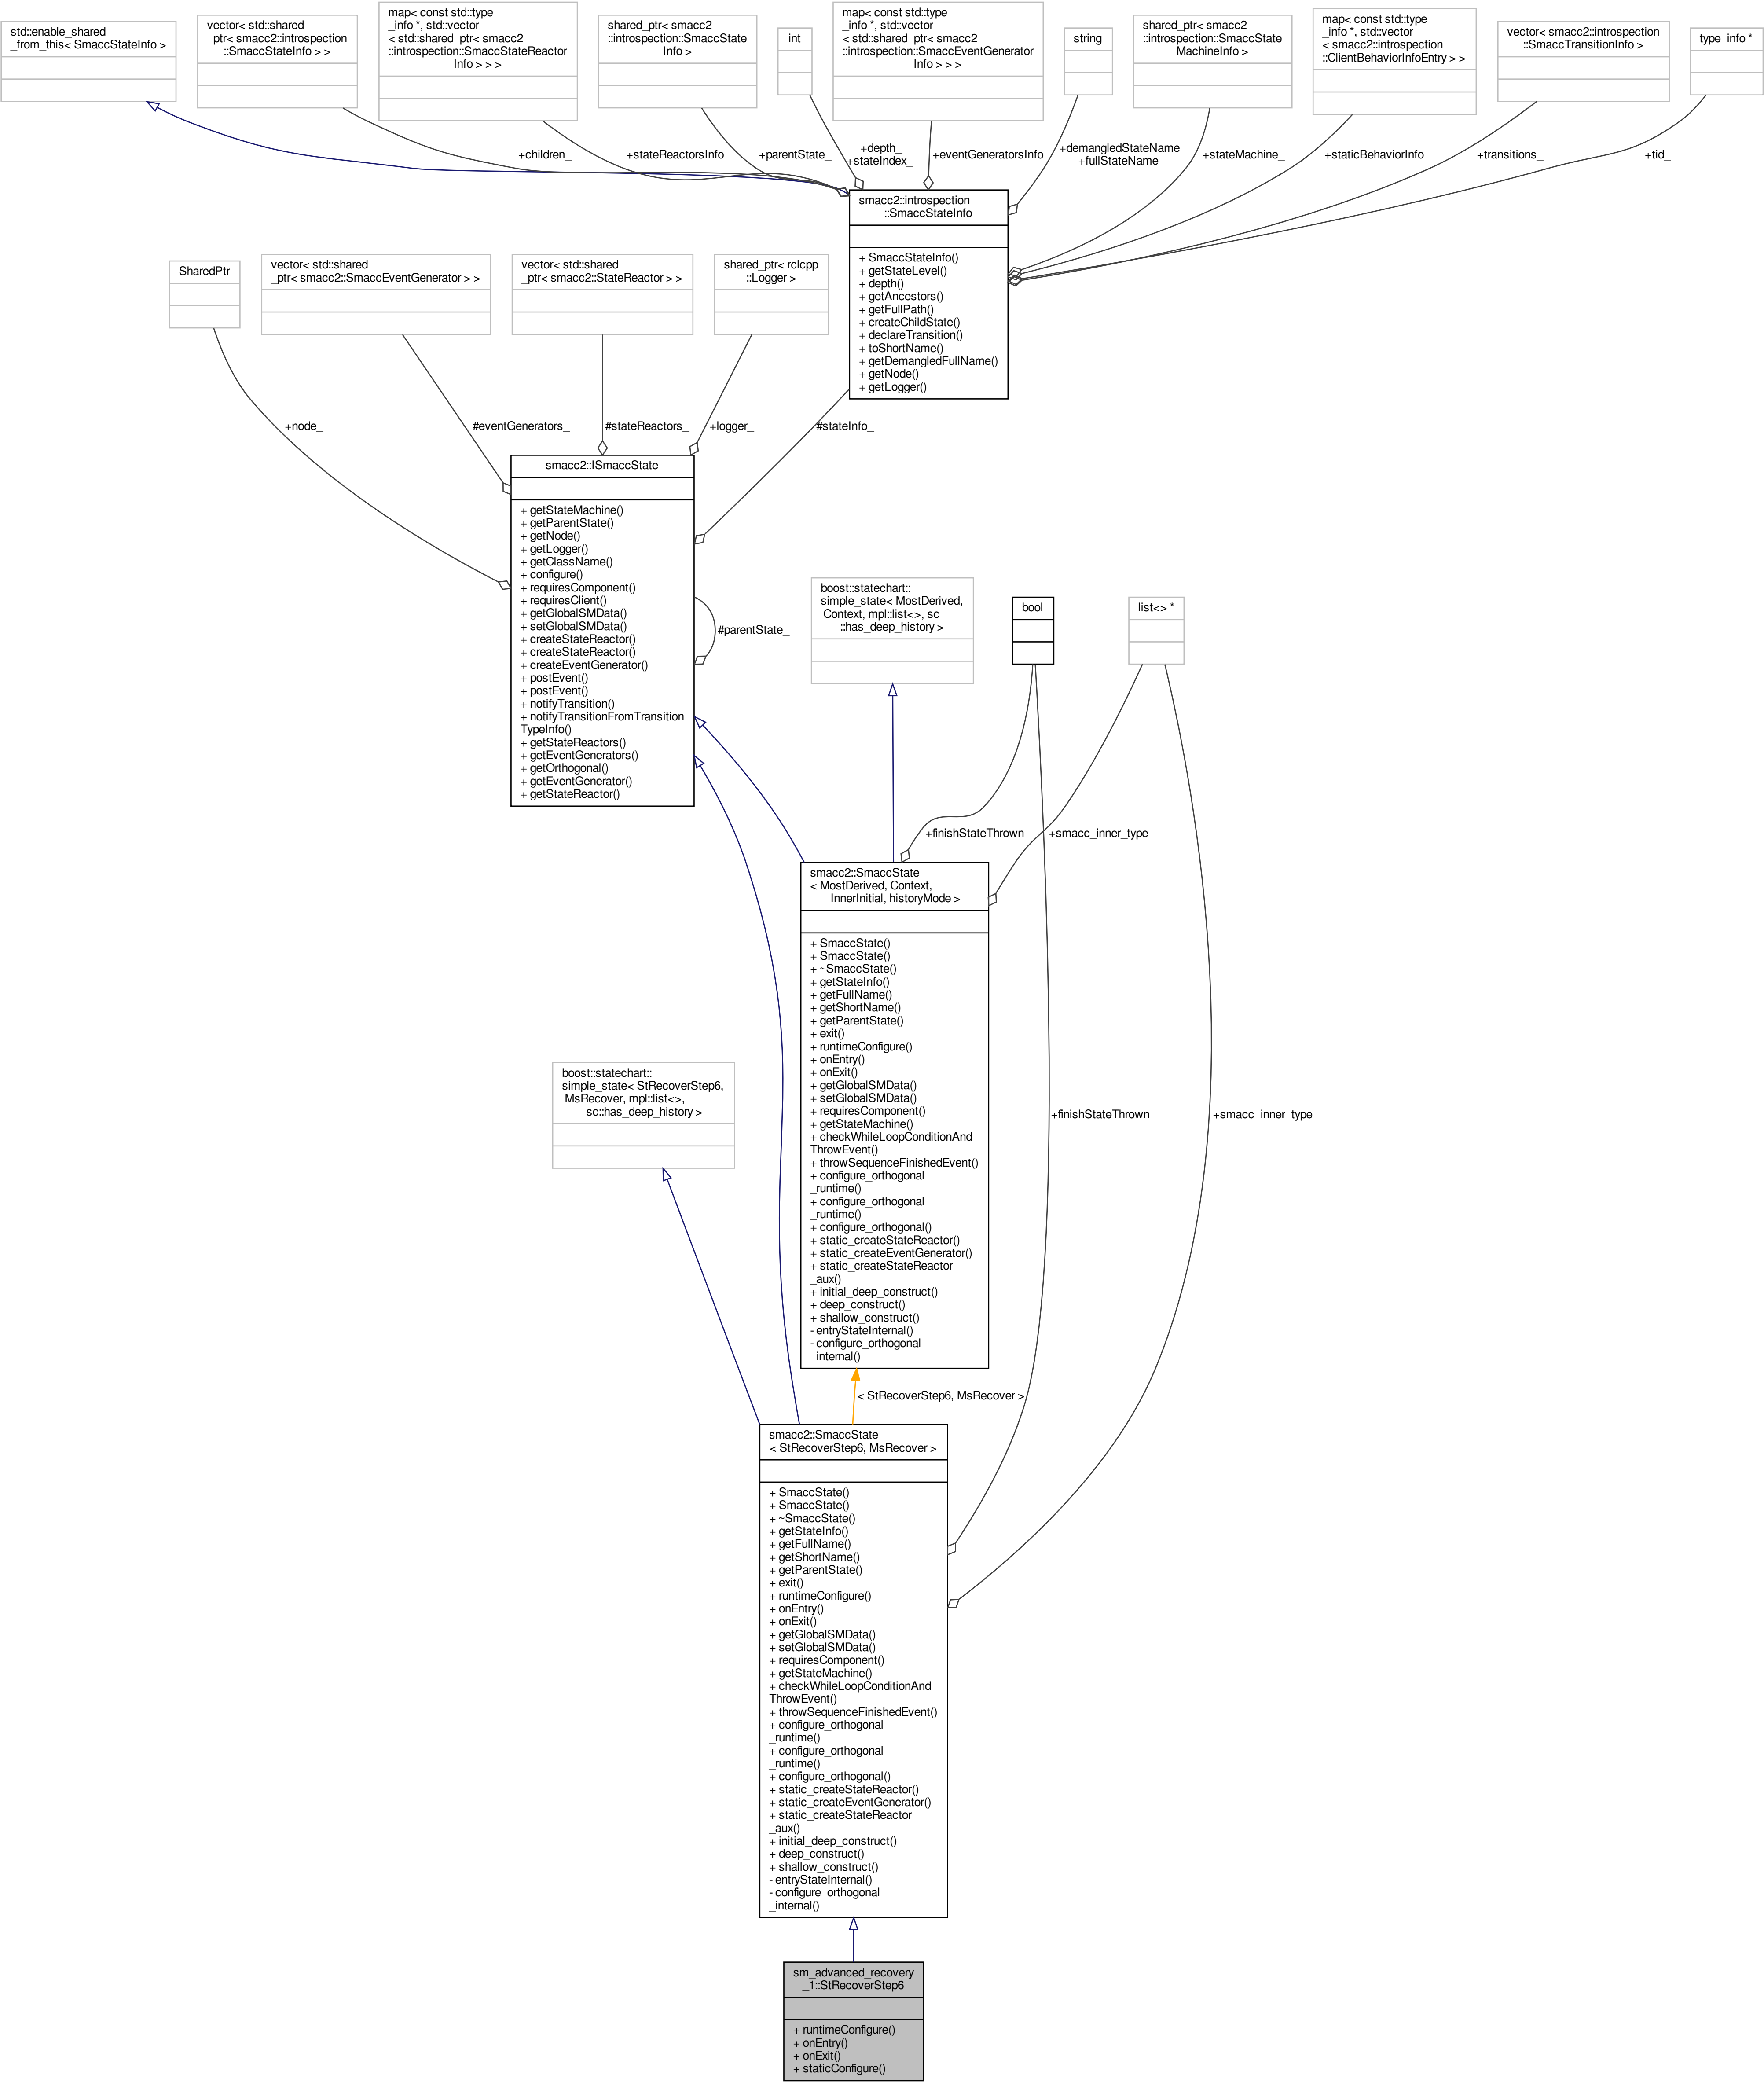 std::enable_shared
_from_this< SmaccStateInfo >
vector< std::shared
_ptr< smacc2::introspection
::SmaccStateInfo > >
map< const std::type
_info *, std::vector
< std::shared_ptr< smacc2
::introspection::SmaccStateReactor
Info > > >
shared_ptr< smacc2
::introspection::SmaccState
Info >
int
map< const std::type
_info *, std::vector
< std::shared_ptr< smacc2
::introspection::SmaccEventGenerator
Info > > >
string
shared_ptr< smacc2
::introspection::SmaccState
MachineInfo >
map< const std::type
_info *, std::vector
< smacc2::introspection
::ClientBehaviorInfoEntry > >
vector< smacc2::introspection
::SmaccTransitionInfo >
type_info *
+children_
+stateReactorsInfo
+parentState_
+depth_
+stateIndex_
+eventGeneratorsInfo
+demangledStateName
+fullStateName
+stateMachine_
+staticBehaviorInfo
+transitions_
+tid_
smacc2::introspection
::SmaccStateInfo
+ SmaccStateInfo()
+ getStateLevel()
+ depth()
+ getAncestors()
+ getFullPath()
+ createChildState()
+ declareTransition()
+ toShortName()
+ getDemangledFullName()
+ getNode()
+ getLogger()
SharedPtr
vector< std::shared
_ptr< smacc2::SmaccEventGenerator > >
vector< std::shared
_ptr< smacc2::StateReactor > >
shared_ptr< rclcpp
::Logger >
+node_
#eventGenerators_
#stateReactors_
+logger_
#stateInfo_
smacc2::ISmaccState
+ getStateMachine()
+ getParentState()
+ getNode()
+ getLogger()
+ getClassName()
+ configure()
+ requiresComponent()
+ requiresClient()
+ getGlobalSMData()
+ setGlobalSMData()
+ createStateReactor()
+ createStateReactor()
+ createEventGenerator()
+ postEvent()
+ postEvent()
+ notifyTransition()
+ notifyTransitionFromTransition
TypeInfo()
+ getStateReactors()
+ getEventGenerators()
+ getOrthogonal()
+ getEventGenerator()
+ getStateReactor()
#parentState_
boost::statechart::
simple_state< MostDerived,
Context, mpl::list<>, sc
::has_deep_history >
bool
list<> *
+finishStateThrown
+smacc_inner_type
smacc2::SmaccState
< MostDerived, Context,
InnerInitial, historyMode >
+ SmaccState()
+ SmaccState()
+ ~SmaccState()
+ getStateInfo()
+ getFullName()
+ getShortName()
+ getParentState()
+ exit()
+ runtimeConfigure()
+ onEntry()
+ onExit()
+ getGlobalSMData()
+ setGlobalSMData()
+ requiresComponent()
+ getStateMachine()
+ checkWhileLoopConditionAnd
ThrowEvent()
+ throwSequenceFinishedEvent()
+ configure_orthogonal
_runtime()
+ configure_orthogonal
_runtime()
+ configure_orthogonal()
+ static_createStateReactor()
+ static_createEventGenerator()
+ static_createStateReactor
_aux()
+ initial_deep_construct()
+ deep_construct()
+ shallow_construct()
- entryStateInternal()
- configure_orthogonal
_internal()
boost::statechart::
simple_state< StRecoverStep6,
MsRecover, mpl::list<>,
sc::has_deep_history >
+finishStateThrown
+smacc_inner_type
< StRecoverStep6, MsRecover >
smacc2::SmaccState
< StRecoverStep6, MsRecover >
+ SmaccState()
+ SmaccState()
+ ~SmaccState()
+ getStateInfo()
+ getFullName()
+ getShortName()
+ getParentState()
+ exit()
+ runtimeConfigure()
+ onEntry()
+ onExit()
+ getGlobalSMData()
+ setGlobalSMData()
+ requiresComponent()
+ getStateMachine()
+ checkWhileLoopConditionAnd
ThrowEvent()
+ throwSequenceFinishedEvent()
+ configure_orthogonal
_runtime()
+ configure_orthogonal
_runtime()
+ configure_orthogonal()
+ static_createStateReactor()
+ static_createEventGenerator()
+ static_createStateReactor
_aux()
+ initial_deep_construct()
+ deep_construct()
+ shallow_construct()
- entryStateInternal()
- configure_orthogonal
_internal()
sm_advanced_recovery
_1::StRecoverStep6
+ runtimeConfigure()
+ onEntry()
+ onExit()
+ staticConfigure()